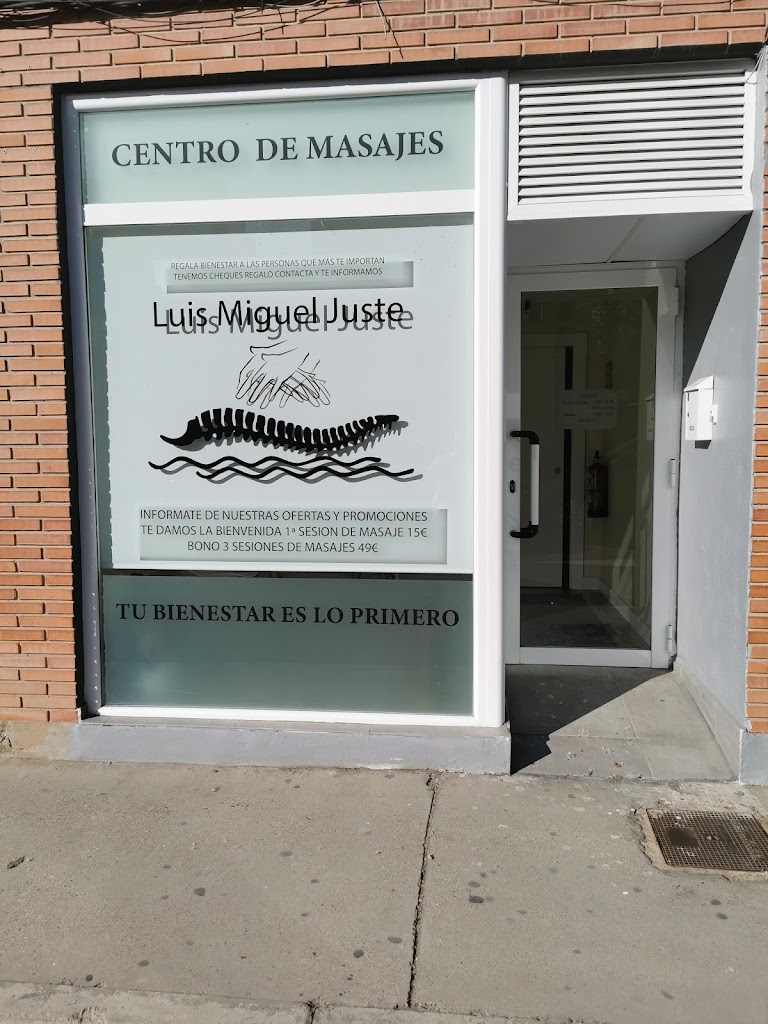 CENTRO DE MASAJES
REGALA BIENESTAR A LAS PERSONAS QUE MAS TE IMPORTAN
TENEMOS CHEQUES REGALO CONTACTA Y TE INFORMAMOS
Luis Miguel Juste
INFORMATE DE NUESTRAS OFERTAS Y PROMOCIONES
TE DAMOS LA BIENVENIDA 1ª SESION DE MASAJE 15€
BONO 3 SESIONES DE MASAJES 49€
TU BIENESTAR ES LO PRIMERO